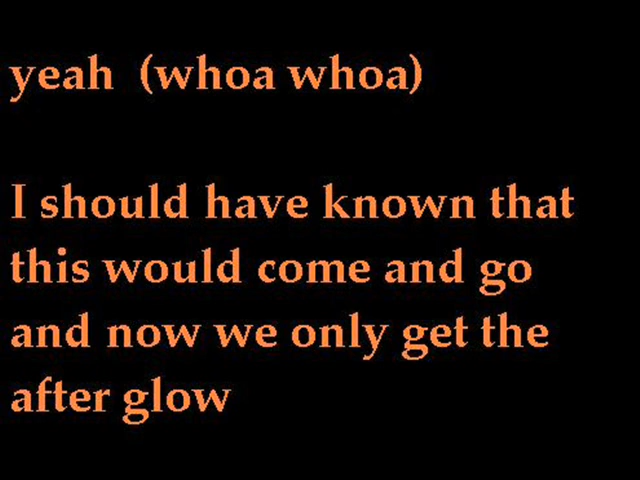 yeah  (whoa whoa)
I should have known that
this would come and go
and now we only get the
after glow